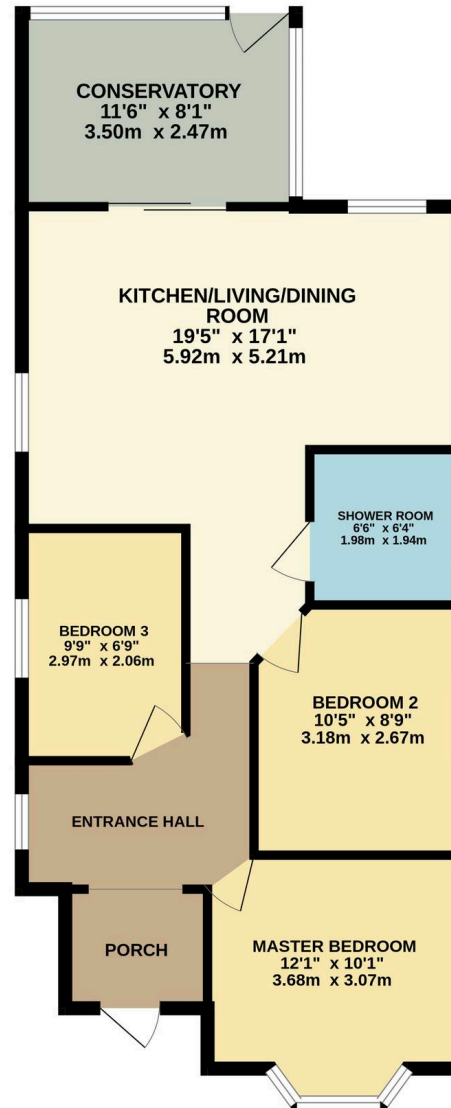 CONSERVATORY
11'6" x 8'1"
3.50m x 2.47m
KITCHEN/LIVING/DINING
ROOM
19'5" x 17'1"
5.92m x 5.21m
SHOWER ROOM
6'6" x 6'4"
1.98m x 1.94m
BEDROOM 3
9'9" x 6'9"
2.97m x 2.06m
BEDROOM 2
10'5" x 8'9"
3.18m x 2.67m
ENTRANCE HALL
PORCH
MASTER BEDROOM
12'1" x 10'1"
3.68m x 3.07m